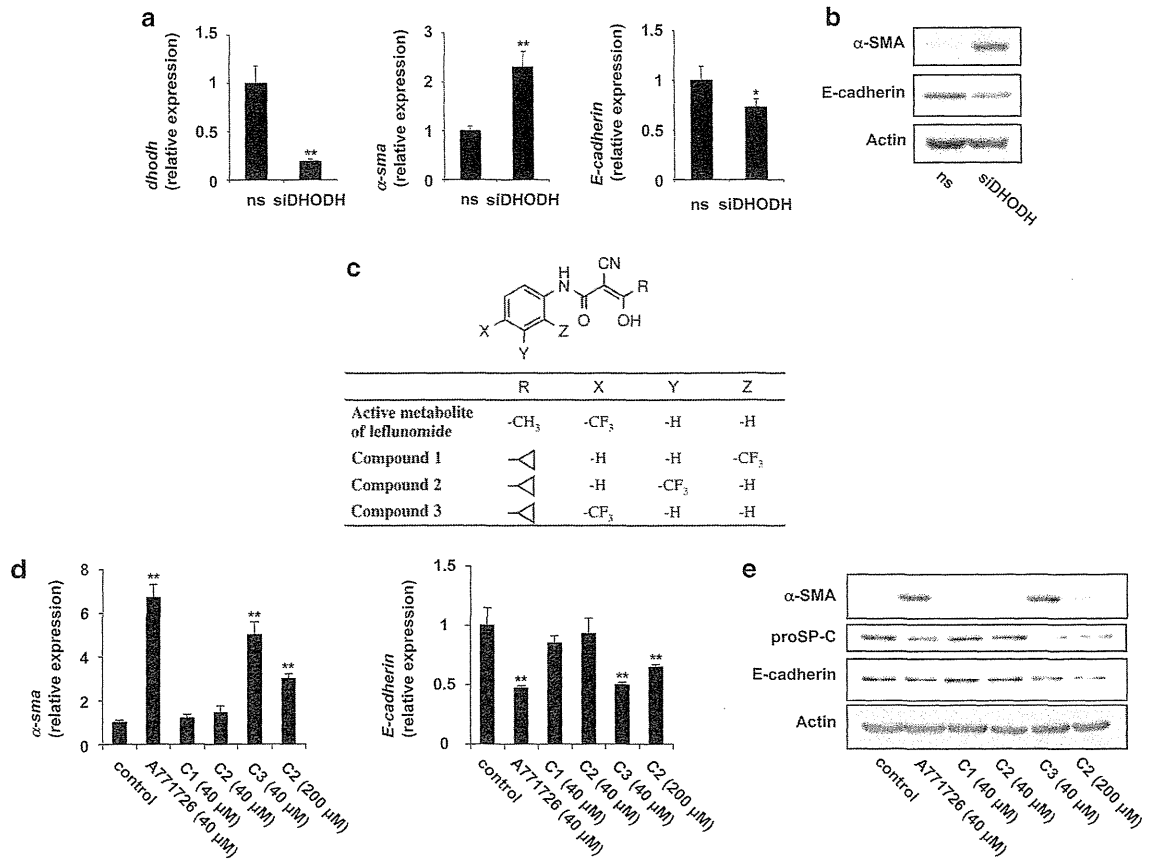 a
dhodh
(relative expression)
1.5
1
0.5
0
**
ns siDHODH
α-sma
(relative expression)
3
2
1
0
**
ns siDHODH
E-cadherin
(relative expression)
1.5
1
0.5
0
*
ns siDHODH
b
α-SMA
E-cadherin
Actin
ns
siDHODH
c
H
N
CN
R
O
OH
X
Y
Z
R X Y Z
Active metabolite
of leflunomide
-CH3 -CF3 -H -H
Compound 1 -H -H -CF3
Compound 2 -H -CF3 -H
Compound 3 -CF3 -H -H
d
α-sma
(relative expression)
8
6
4
2
0
**
**
**
control
A771726 (40 μM)
C1 (40 μM)
C2 (40 μM)
C3 (40 μM)
C2 (200 μM)
E-cadherin
(relative expression)
1.5
1
0.5
0
**
**
**
control
A771726 (40 μM)
C1 (40 μM)
C2 (40 μM)
C3 (40 μM)
C2 (200 μM)
e
α-SMA
proSP-C
E-cadherin
Actin
control
A771726 (40 μM)
C1 (40 μM)
C2 (40 μM)
C3 (40 μM)
C2 (200 μM)